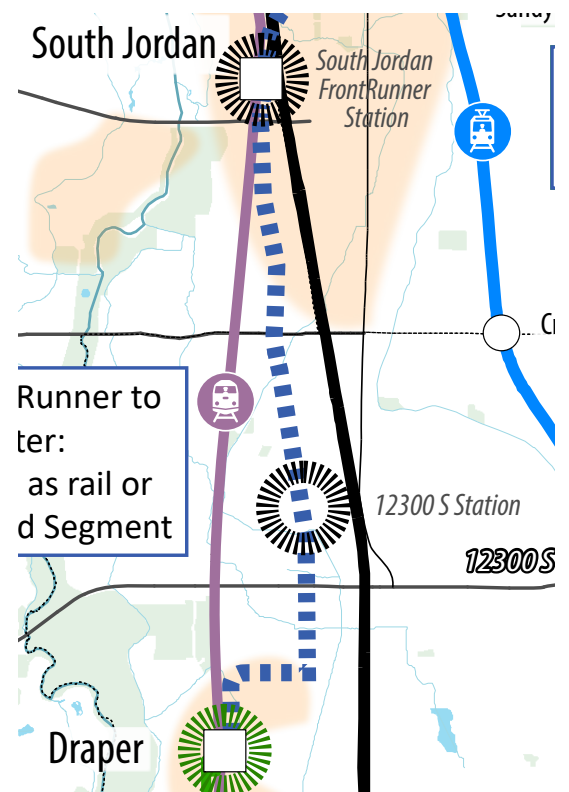 South Jordan
South Jordan
FrontRunner
Station
Runner to
ter:
as rail or
d Segment
12300 S Station
12300 S
Draper